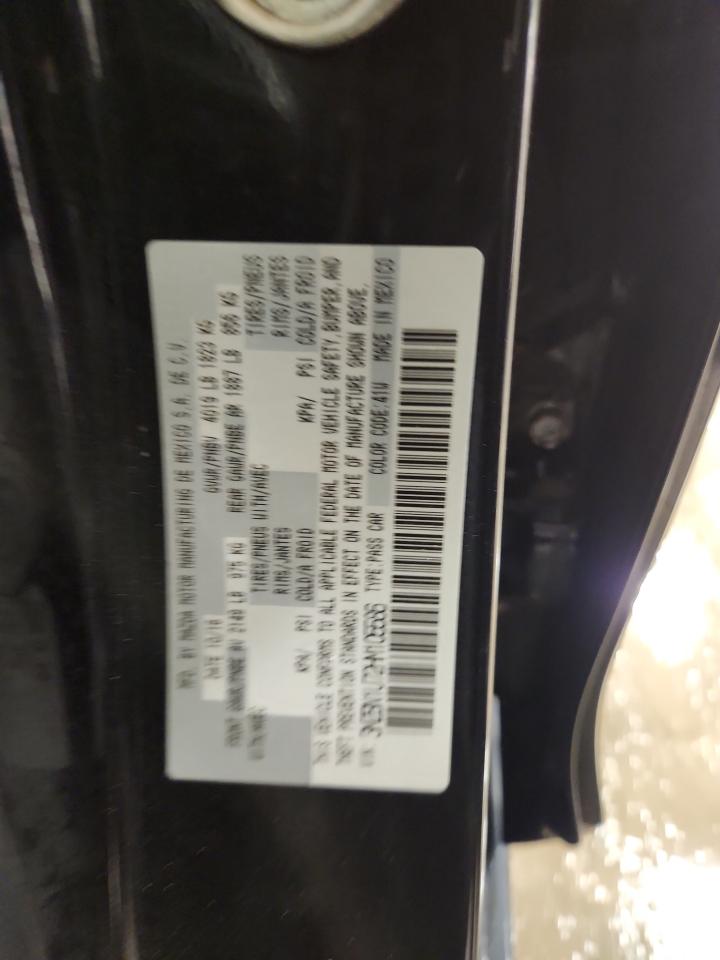 MFD. BY MAZDA MOTOR MANUFACTURING DE MEXICO S.A. DE C.V.
DATE 10/16 GVWR/PNBV 4019 LB 1823 KG
FRONT GAWR/PNBE AV 2149 LB 975 KG REAR GAWR/PNBE AR 1887 LB 856 KG
WITH/AVEC TIRES/PNEUS WITH/AVEC TIRES/PNEUS
RIMS/JANTES RIMS/JANTES
KPA/ PSI COLD/A FROID KPA/ PSI COLD/A FROID
THIS VEHICLE CONFORMS TO ALL APPLICABLE FEDERAL MOTOR VEHICLE SAFETY, BUMPER, AND
THEFT PREVENTION STANDARDS IN EFFECT ON THE DATE OF MANUFACTURE SHOWN ABOVE.
VIN: TYPE:PASS CAR COLOR CODE:41W MADE IN MEXICO